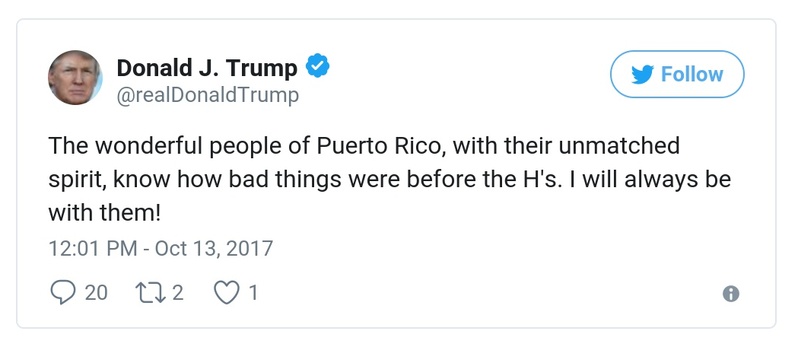 Donald J. Trump
@realDonaldTrump
Follow
The wonderful people of Puerto Rico, with their unmatched
spirit, know how bad things were before the H's. I will always be
with them!
12:01 PM - Oct 13, 2017
20 2 1